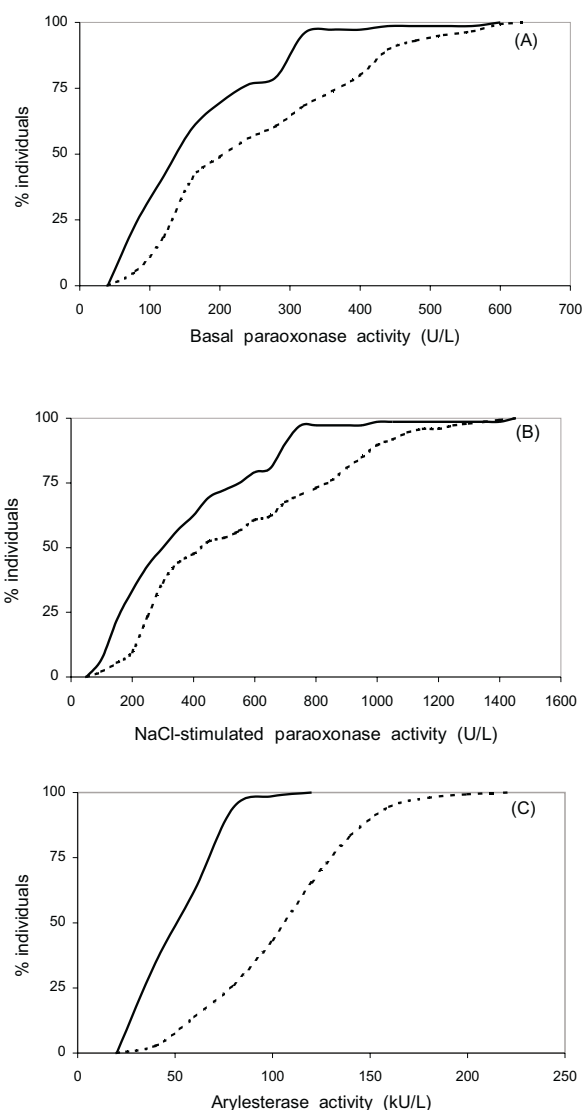 100
(A)
75
50
25
0
% individuals
0 100 200 300 400 500 600 700
Basal paraoxonase activity (U/L)
100
(B)
75
50
25
0
% individuals
0 200 400 600 800 1000 1200 1400 1600
NaCl-stimulated paraoxonase activity (U/L)
100
(C)
75
50
25
0
% individuals
0 50 100 150 200 250
Arylesterase activity (kU/L)